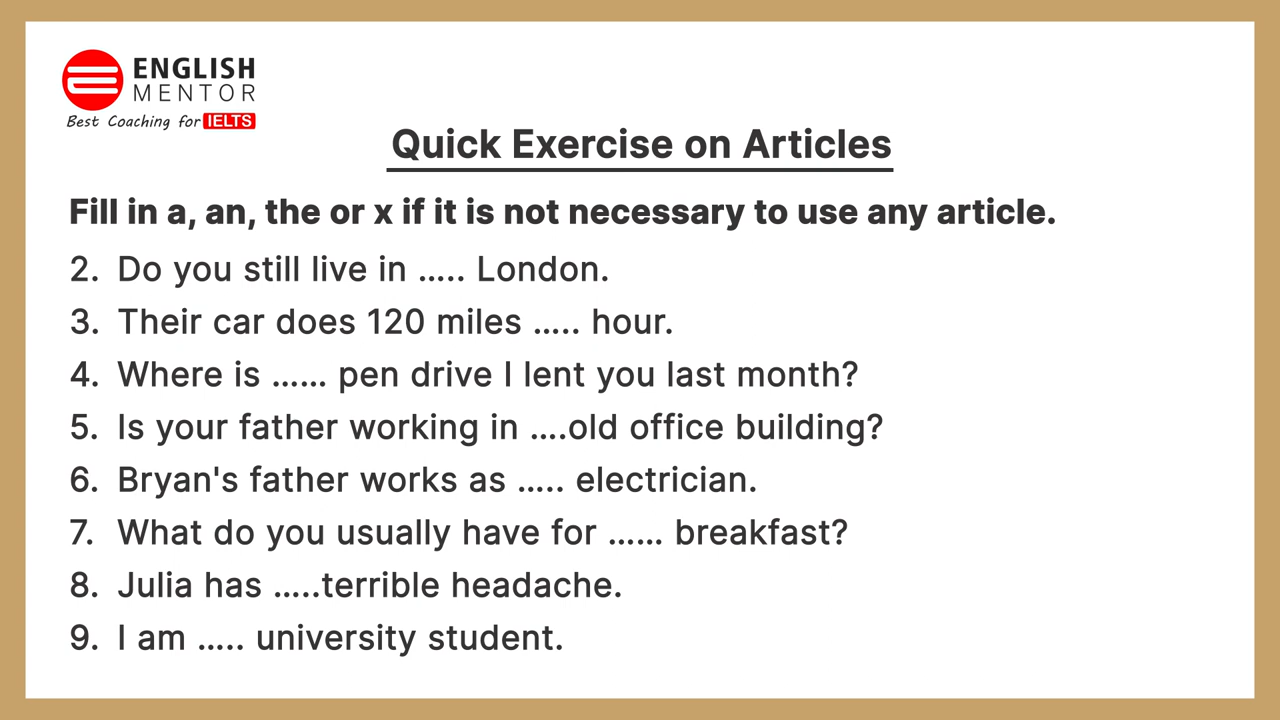 ENGLISH
MENTOR
Best Coaching for IELTS
Quick Exercise on Articles
Fill in a, an, the or x if it is not necessary to use any article.
2. Do you still live in ..... London.
3. Their car does 120 miles ..... hour.
4. Where is ...... pen drive I lent you last month?
5. Is your father working in ....old office building?
6. Bryan's father works as ..... electrician.
7. What do you usually have for ...... breakfast?
8. Julia has .....terrible headache.
9. I am ..... university student.